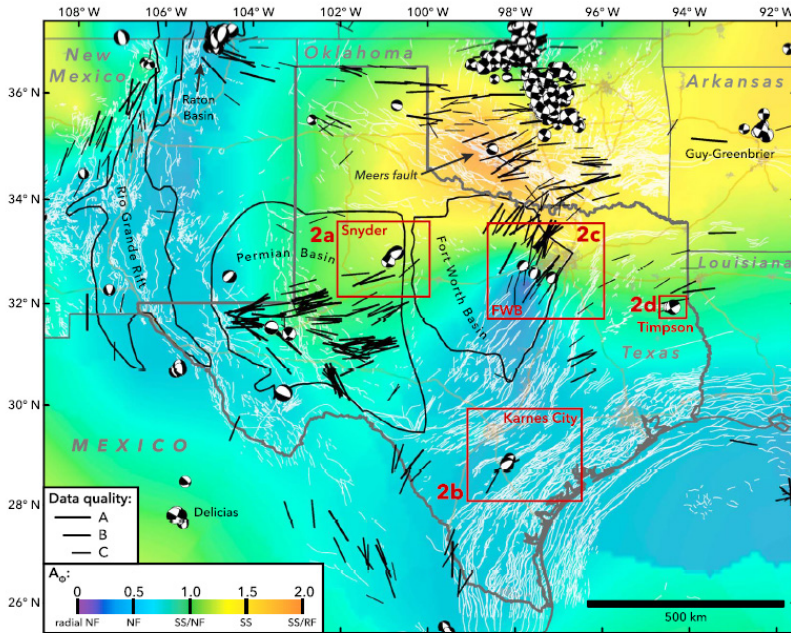 108°W 106°W 104°W 102°W 100°W 98°W 96°W 94°W 92°W
New
Mexico
Oklahoma
Arkansas
36°N
Raton
Basin
Guy-Greenbrier
Meers fault
34°N
Rio Grande Rift
2a Snyder
Permian Basin
Fort Worth Basin
2c
FWB
Louisiana
32°N
2d
Timpson
Texas
30°N
Karnes City
2b
MEXICO
28°N
Delicias
Data quality:
A
B
C
AΦ:
0 0.5 1.0 1.5 2.0
radial NF NF SS/NF SS SS/RF
26°N
500 km